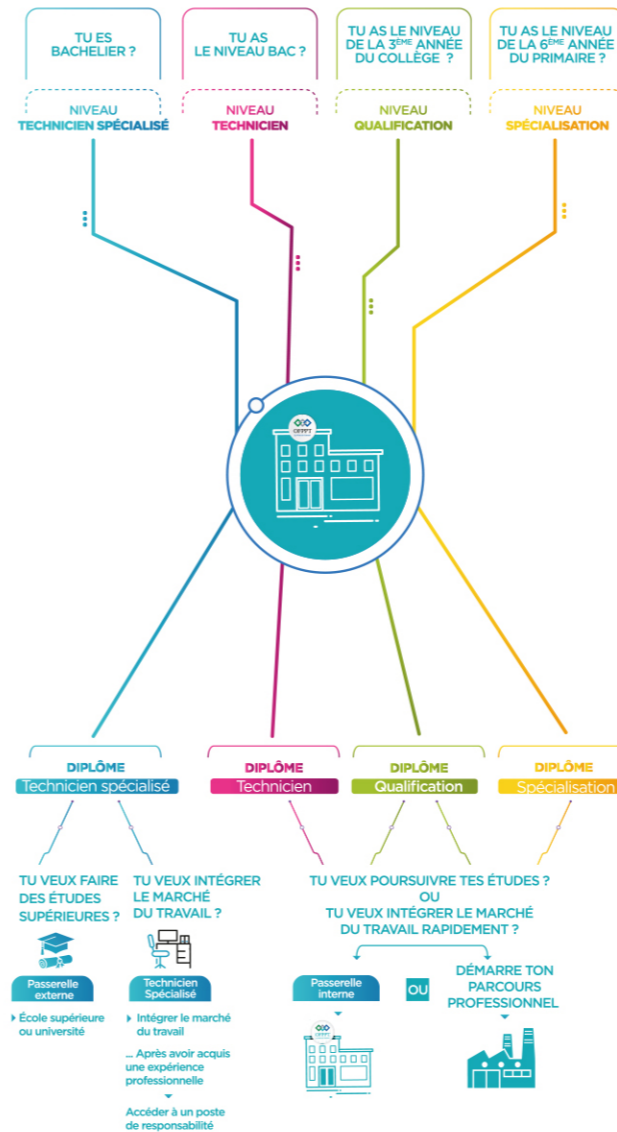 TU ES
BACHELIER ?
TU AS
LE NIVEAU BAC ?
TU AS LE NIVEAU
DE LA 3ÈME ANNÉE
DU COLLÈGE ?
TU AS LE NIVEAU
DE LA 6ÈME ANNÉE
DU PRIMAIRE ?
NIVEAU
TECHNICIEN SPÉCIALISÉ
NIVEAU
TECHNICIEN
NIVEAU
QUALIFICATION
NIVEAU
SPÉCIALISATION
OFPPT
DIPLÔME
Technicien spécialisé
DIPLÔME
Technicien
DIPLÔME
Qualification
DIPLÔME
Spécialisation
TU VEUX FAIRE
DES ÉTUDES
SUPÉRIEURES ?
Passerelle
externe
École supérieure
ou université
TU VEUX INTÉGRER
LE MARCHÉ
DU TRAVAIL ?
Technicien
Spécialisé
Intégrer le marché
du travail
... Après avoir acquis
une expérience
professionnelle
Accéder à un poste
de responsabilité
TU VEUX POURSUIVRE TES ÉTUDES ?
OU
TU VEUX INTÉGRER LE MARCHÉ
DU TRAVAIL RAPIDEMENT ?
Passerelle
interne
OU
DÉMARRE TON
PARCOURS
PROFESSIONNEL
OFPPT